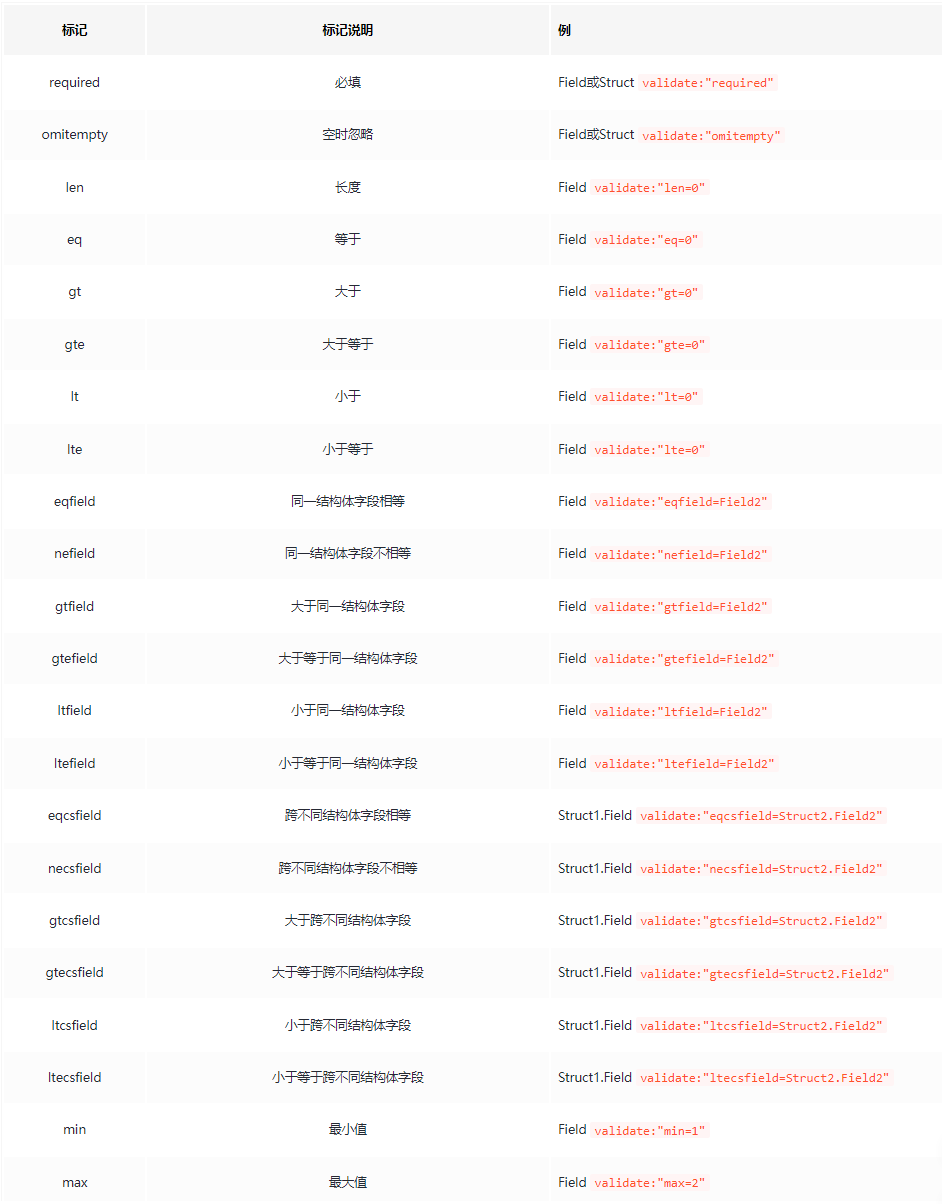 标记 标记说明 例
required 必填 Field或Struct validate:"required"
omitempty 空时忽略 Field或Struct validate:"omitempty"
len 长度 Field validate:"len=0"
eq 等于 Field validate:"eq=0"
gt 大于 Field validate:"gt=0"
gte 大于等于 Field validate:"gte=0"
lt 小于 Field validate:"lt=0"
lte 小于等于 Field validate:"lte=0"
eqfield 同一结构体字段相等 Field validate:"eqfield=Field2"
nefield 同一结构体字段不相等 Field validate:"nefield=Field2"
gtfield 大于同一结构体字段 Field validate:"gtfield=Field2"
gtefield 大于等于同一结构体字段 Field validate:"gtefield=Field2"
ltfield 小于同一结构体字段 Field validate:"ltfield=Field2"
ltefield 小于等于同一结构体字段 Field validate:"ltefield=Field2"
eqcsfield 跨不同结构体字段相等 Struct1.Field validate:"eqcsfield=Struct2.Field2"
necsfield 跨不同结构体字段不相等 Struct1.Field validate:"necsfield=Struct2.Field2"
gtcsfield 大于跨不同结构体字段 Struct1.Field validate:"gtcsfield=Struct2.Field2"
gtecsfield 大于等于跨不同结构体字段 Struct1.Field validate:"gtecsfield=Struct2.Field2"
ltcsfield 小于跨不同结构体字段 Struct1.Field validate:"ltcsfield=Struct2.Field2"
ltecsfield 小于等于跨不同结构体字段 Struct1.Field validate:"ltecsfield=Struct2.Field2"
min 最小值 Field validate:"min=1"
max 最大值 Field validate:"max=2"